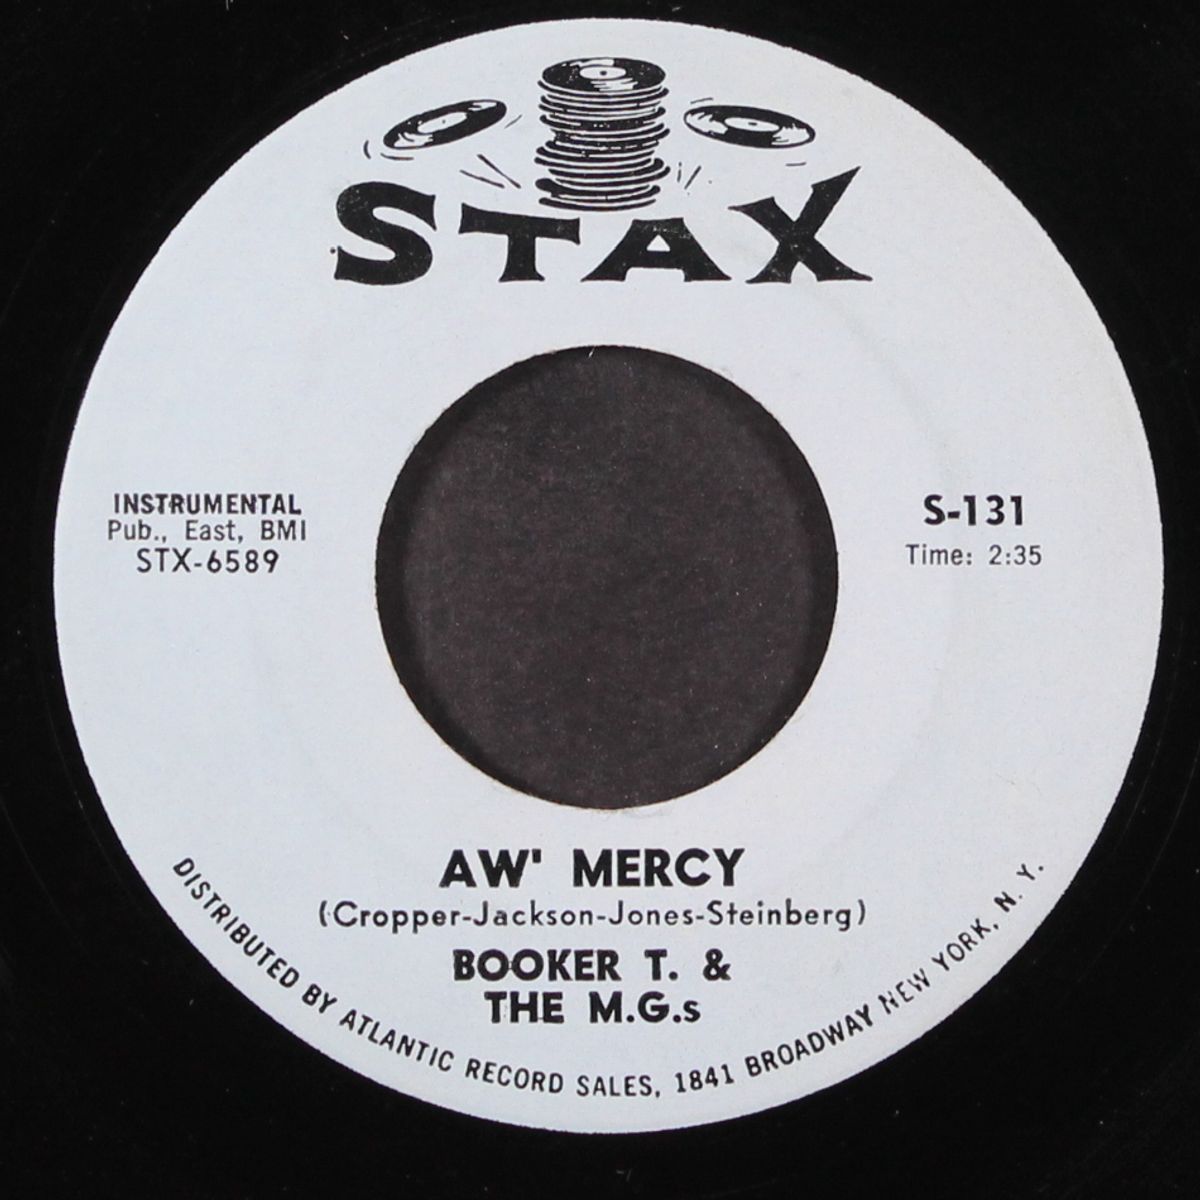 STAX
INSTRUMENTAL
Pub., East, BMI
STX-6589
S-131
Time: 2:35
AW' MERCY
(Cropper-Jackson-Jones-Steinberg)
BOOKER T. &
THE M.G.s
DISTRIBUTED BY ATLANTIC RECORD SALES, 1841 BROADWAY NEW YORK, N. Y.